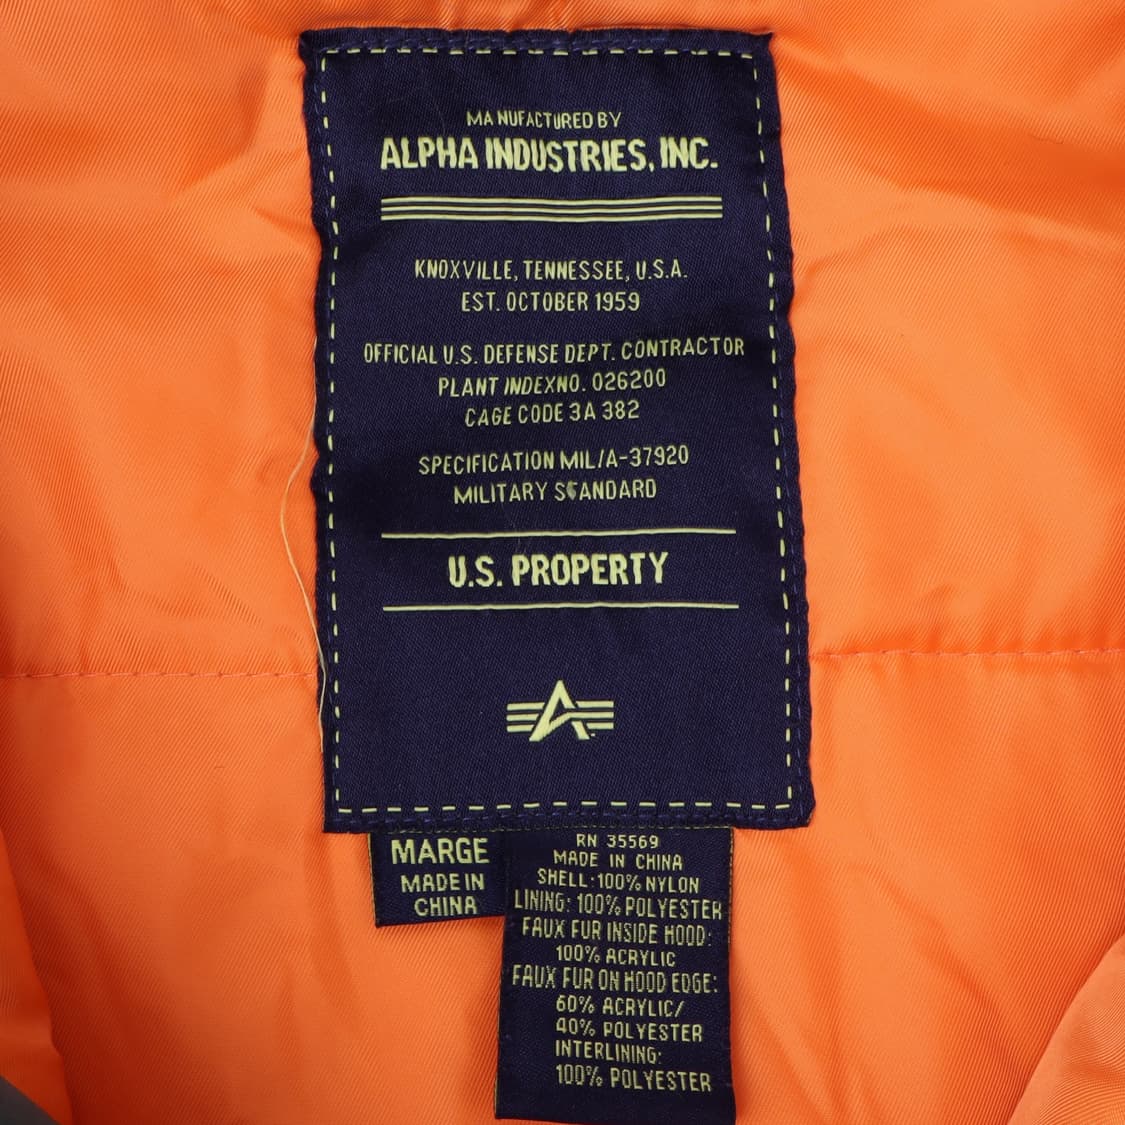 MANUFACTURED BY
ALPHA INDUSTRIES, INC.
KNOXVILLE, TENNESSEE, U.S.A.
EST. OCTOBER 1959
OFFICIAL U.S. DEFENSE DEPT. CONTRACTOR
PLANT INDEXNO. 026200
CAGE CODE 3A 382
SPECIFICATION MIL/A-37920
MILITARY STANDARD
U.S. PROPERTY
MARGE
MADE IN
CHINA
RN 35569
MADE IN CHINA
SHELL: 100% NYLON
LINING: 100% POLYESTER
FAUX FUR INSIDE HOOD:
100% ACRYLIC
FAUX FUR ON HOOD EDGE:
60% ACRYLIC/
40% POLYESTER
INTERLINING:
100% POLYESTER